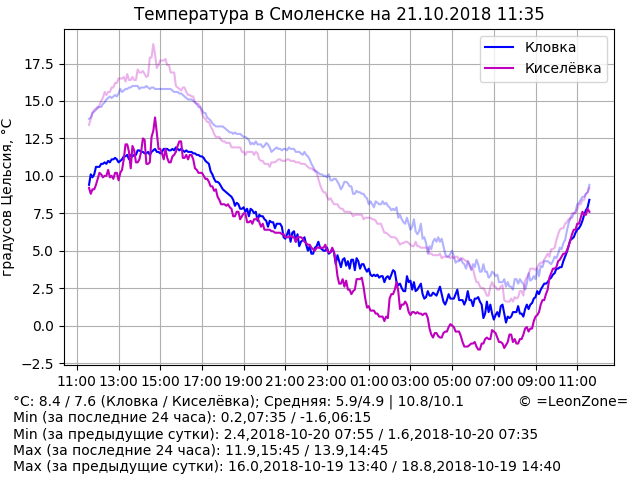 Температура в Смоленске на 21.10.2018 11:35
Кловка
Киселёвка
градусов Цельсия, °C
17.5
15.0
12.5
10.0
7.5
5.0
2.5
0.0
−2.5
11:00 13:00 15:00 17:00 19:00 21:00 23:00 01:00 03:00 05:00 07:00 09:00 11:00
°C: 8.4 / 7.6 (Кловка / Киселёвка); Средняя: 5.9/4.9 | 10.8/10.1 © =LeonZone=
Min (за последние 24 часа): 0.2,07:35 / -1.6,06:15
Min (за предыдущие сутки): 2.4,2018-10-20 07:55 / 1.6,2018-10-20 07:35
Max (за последние 24 часа): 11.9,15:45 / 13.9,14:45
Max (за предыдущие сутки): 16.0,2018-10-19 13:40 / 18.8,2018-10-19 14:40